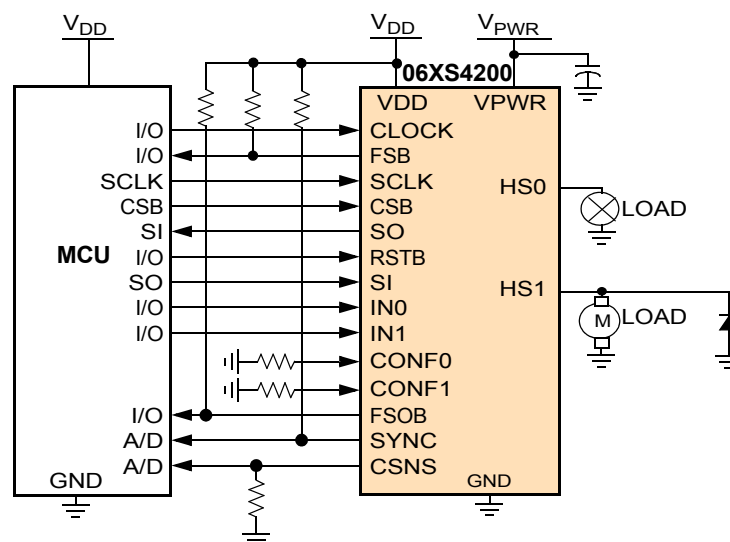 VDD VDD VPWR
06XS4200
VDD VPWR
I/O CLOCK
I/O FSB
SCLK SCLK
CSB CSB
HS0
LOAD
SI SO
MCU
I/O RSTB
SO SI
HS1
I/O IN0
M LOAD
I/O IN1
CONF0
CONF1
I/O FSOB
A/D SYNC
A/D CSNS
GND GND